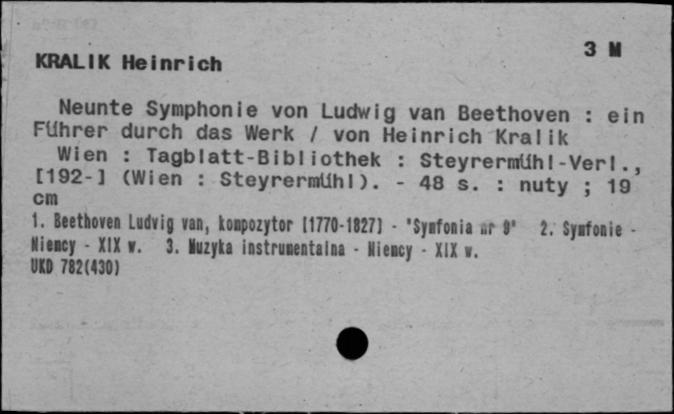 3 M
KRALIK Heinrich
Neunte Symphonie von Ludwig van Beethoven : ein
Führer durch das Werk / von Heinrich Kralik
Wien : Tagblatt-Bibliothek : Steyrermühl-Verl.,
[192-] (Wien : Steyrermühl). - 48 s. : nuty ; 19
cm
1. Beethoven Ludvig van, kompozytor [1770-1827] - "Symfonia nr 9" 2. Symfonie -
Niemcy - XIX w. 3. Muzyka instrumentalna - Niemcy - XIX w.
UKD 782(430)